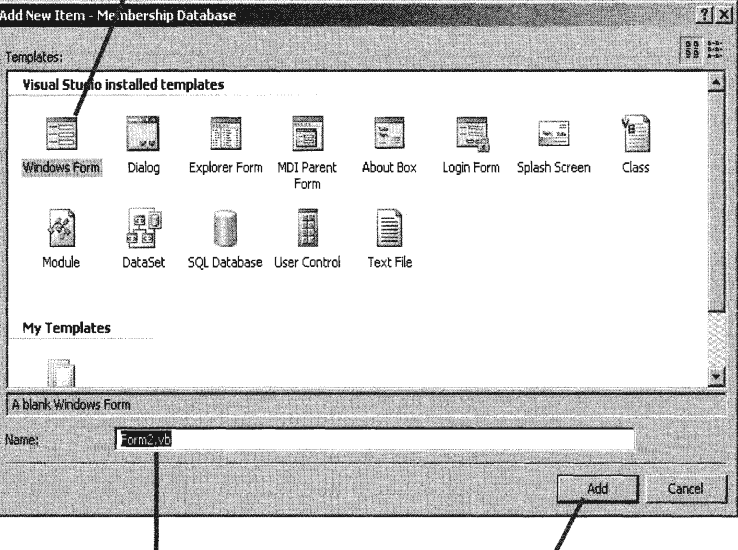 Add New Item - Membership Database
Templates:
Visual Studio installed templates
Windows Form
Dialog
Explorer Form
MDI Parent
Form
About Box
Login Form
Splash Screen
Class
Module
DataSet
SQL Database
User Control
Text File
My Templates
A blank Windows Form
Name:
Form2.vb
Add
Cancel